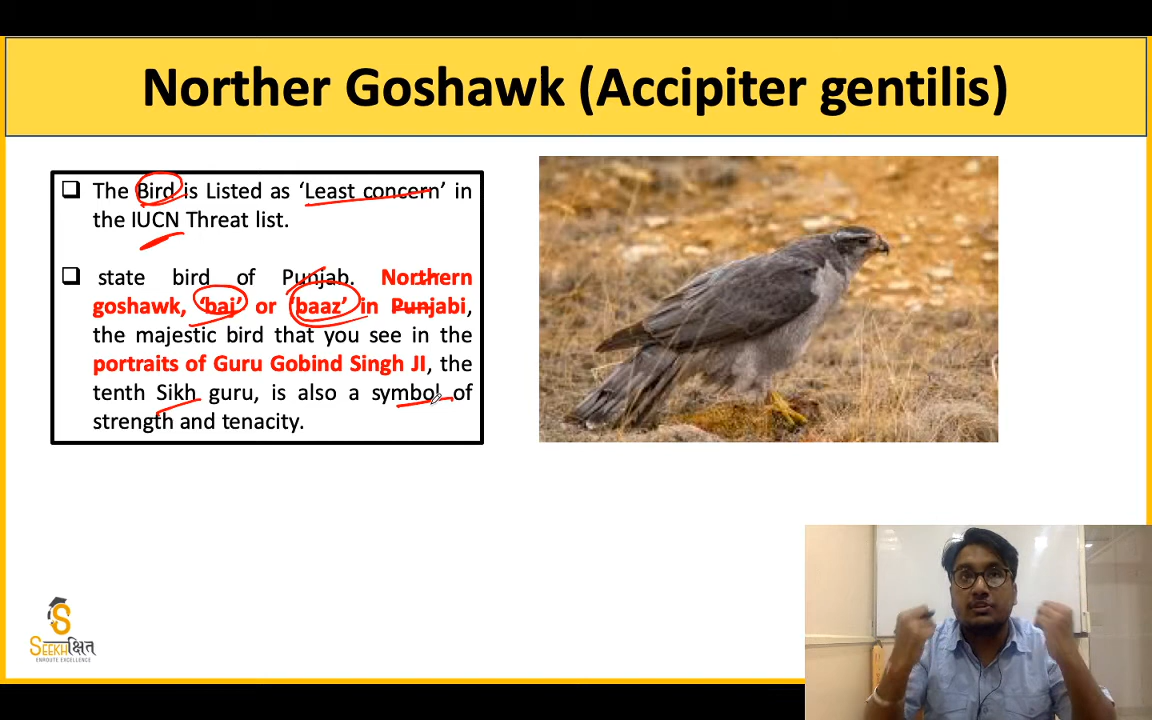 Norther Goshawk (Accipiter gentilis)
The Bird is Listed as ‘Least concern’ in
the IUCN Threat list.
state bird of Punjab. Northern
goshawk, ‘baj’ or ‘baaz’ in Punjabi,
the majestic bird that you see in the
portraits of Guru Gobind Singh JI, the
tenth Sikh guru, is also a symbol of
strength and tenacity.
S
SEEKHक्षित
ENROUTE EXCELLENCE